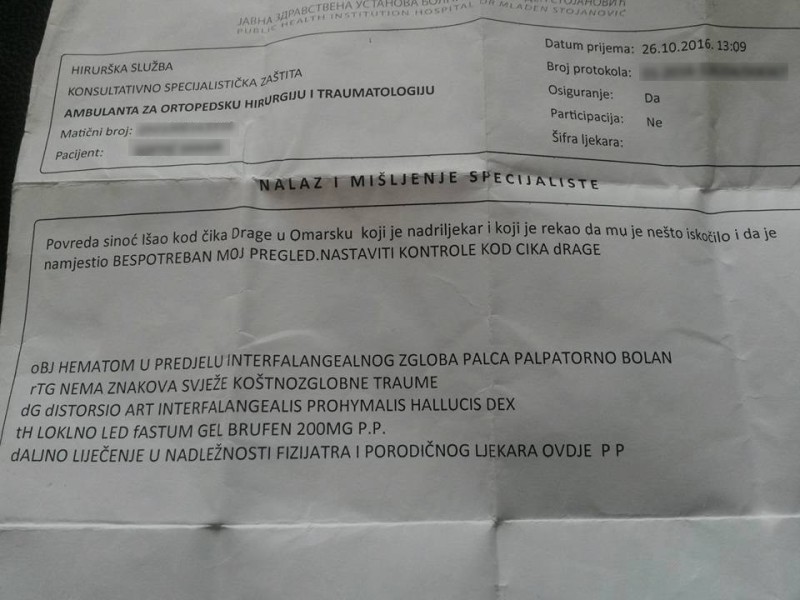 ЈАВНА ЗДРАВСТВЕНА УСТАНОВА
PUBLIC HEALTH INSTITUTION HOSPITAL DR MLADEN STOJANOVIĆ
HIRURŠKA SLUŽBA
KONSULTATIVNO SPECIJALISTIČKA ZAŠTITA
AMBULANTA ZA ORTOPEDSKU HIRURGIJU I TRAUMATOLOGIJU
Matični broj:
Pacijent:
Datum prijema: 26.10.2016. 13:09
Broj protokola:
Osiguranje: Da
Participacija: Ne
Šifra ljekara:
NALAZ I MIŠLJENJE SPECIJALISTE
Povreda sinoć Išao kod čika Drage u Omarsku koji je nadriljekar i koji je rekao da mu je nešto iskočilo i da je
namjestio BESPOTREBAN MOJ PREGLED.NASTAVITI KONTROLE KOD CIKA dRAGE
oBJ HEMATOM U PREDJELU INTERFALANGEALNOG ZGLOBA PALCA PALPATORNO BOLAN
rTG NEMA ZNAKOVA SVJEŽE KOŠTNOZGLOBNE TRAUME
dG dISTORSIO ART INTERFALANGEALIS PROHYMALIS HALLUCIS DEX
tH LOKLNO LED fASTUM GEL BRUFEN 200MG P.P.
dALJNO LIJEČENJE U NADLEŽNOSTI FIZIJATRA I PORODIČNOG LJEKARA OVDJE P P